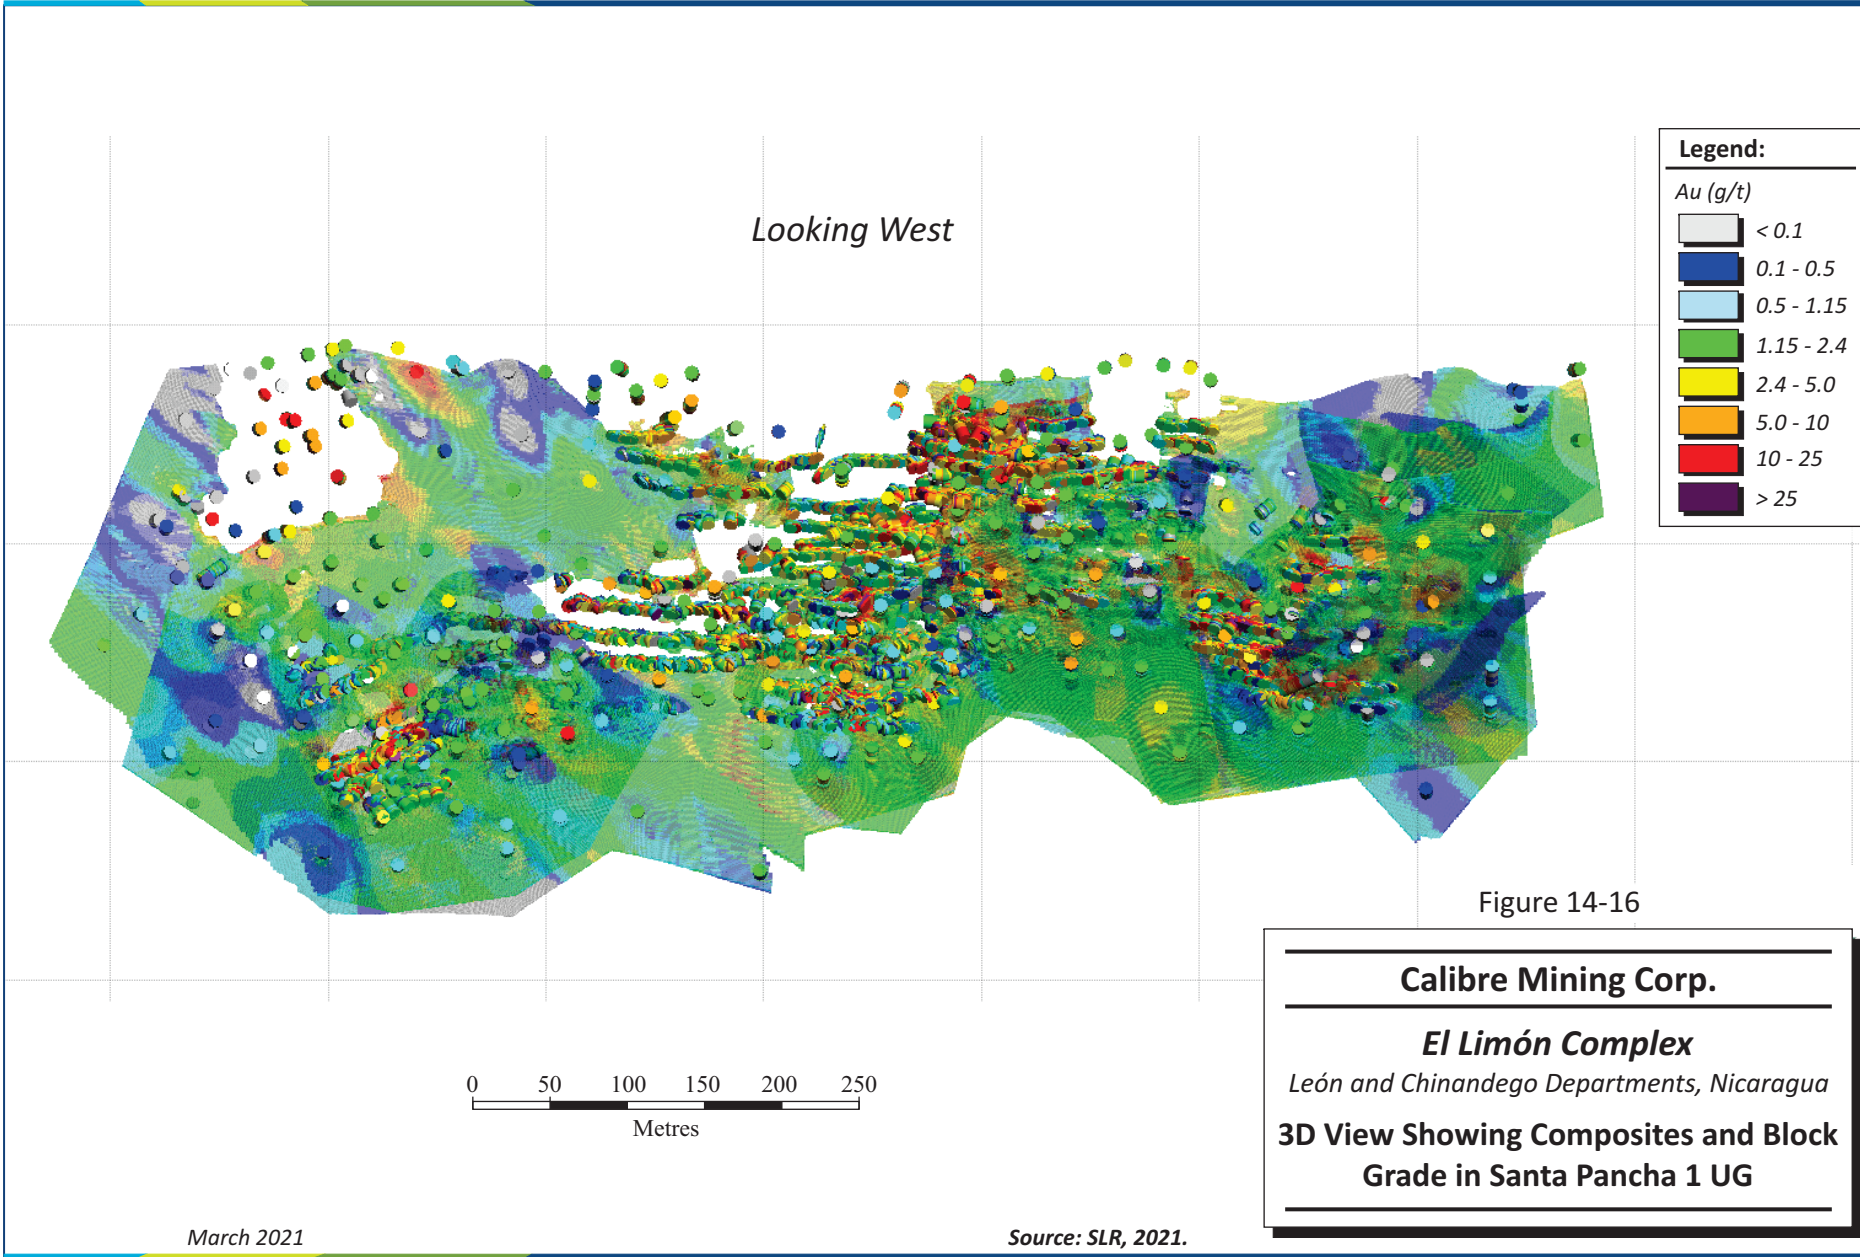 Looking West
Legend:
Au (g/t)
< 0.1
0.1 - 0.5
0.5 - 1.15
1.15 - 2.4
2.4 - 5.0
5.0 - 10
10 - 25
> 25
Figure 14-16
Calibre Mining Corp.
El Limón Complex
León and Chinandego Departments, Nicaragua
3D View Showing Composites and Block
Grade in Santa Pancha 1 UG
0 50 100 150 200 250
Metres
March 2021
Source: SLR, 2021.